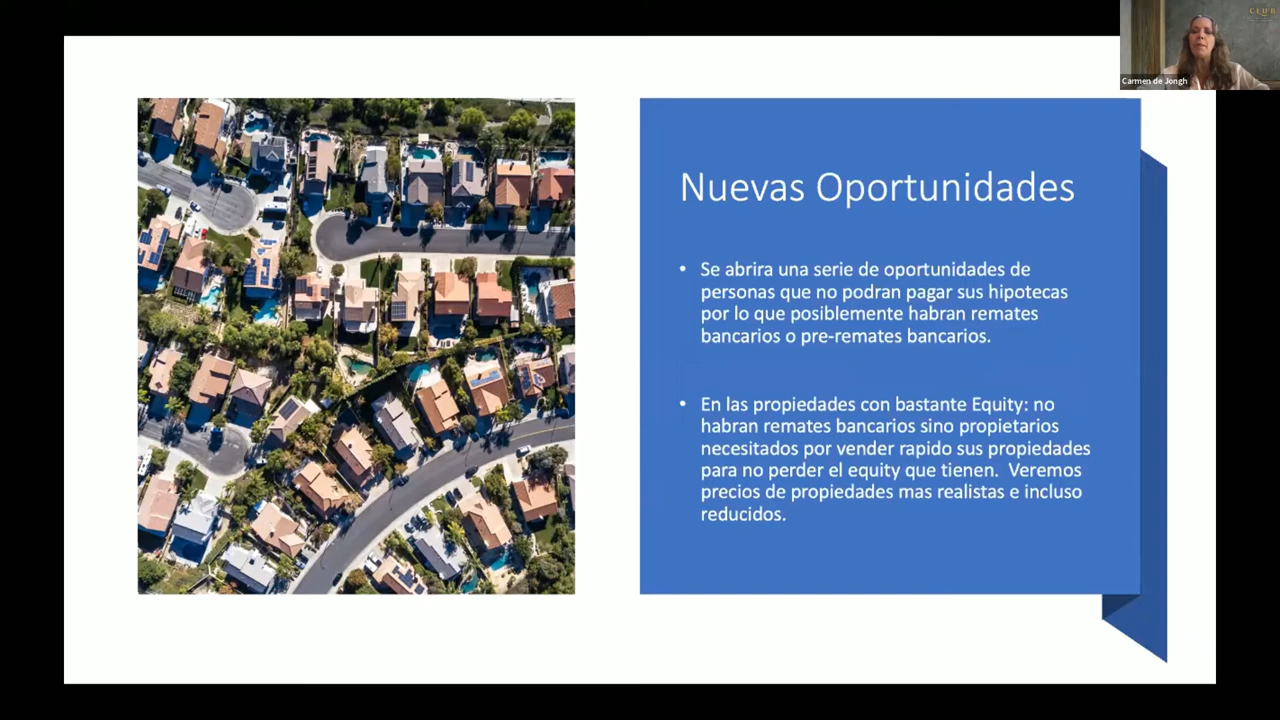 CLUB
Carmen de Jongh
Nuevas Oportunidades
• Se abrira una serie de oportunidades de
personas que no podran pagar sus hipotecas
por lo que posiblemente habran remates
bancarios o pre-remates bancarios.
• En las propiedades con bastante Equity: no
habran remates bancarios sino propietarios
necesitados por vender rapido sus propiedades
para no perder el equity que tienen. Veremos
precios de propiedades mas realistas e incluso
reducidos.